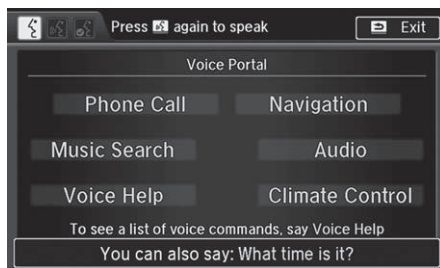 Press again to speak
Exit
Voice Portal
Phone Call Navigation
Music Search Audio
Voice Help Climate Control
To see a list of voice commands, say Voice Help
You can also say: What time is it?